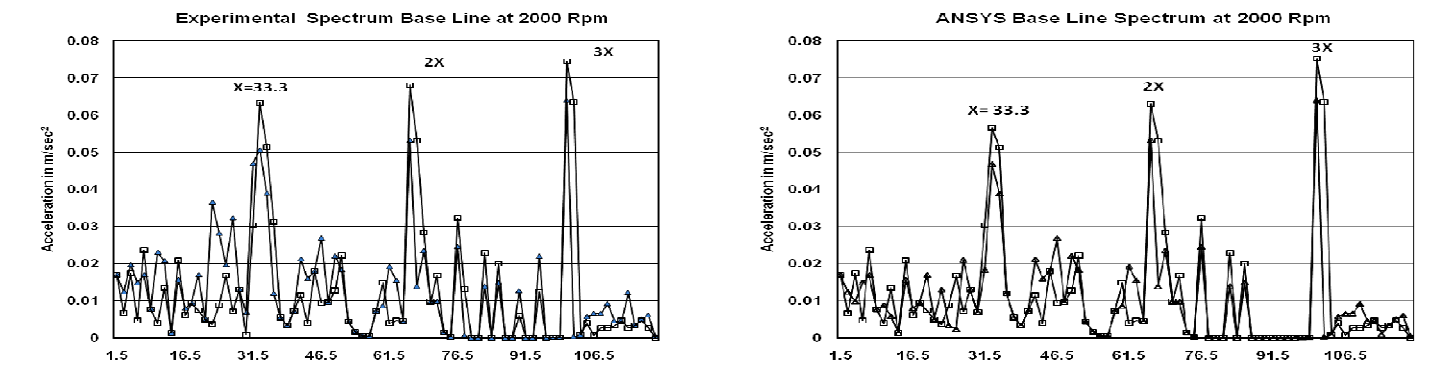 Experimental Spectrum Base Line at 2000 Rpm
0.08
0.07
0.06
0.05
0.04
0.03
0.02
0.01
0
Acceleration in m/sec²
X=33.3
2X
3X
1.5 16.5 31.5 46.5 61.5 76.5 91.5 106.5
ANSYS Base Line Spectrum at 2000 Rpm
0.08
0.07
0.06
0.05
0.04
0.03
0.02
0.01
0
Acceleration in m/sec²
X= 33.3
2X
3X
1.5 16.5 31.5 46.5 61.5 76.5 91.5 106.5